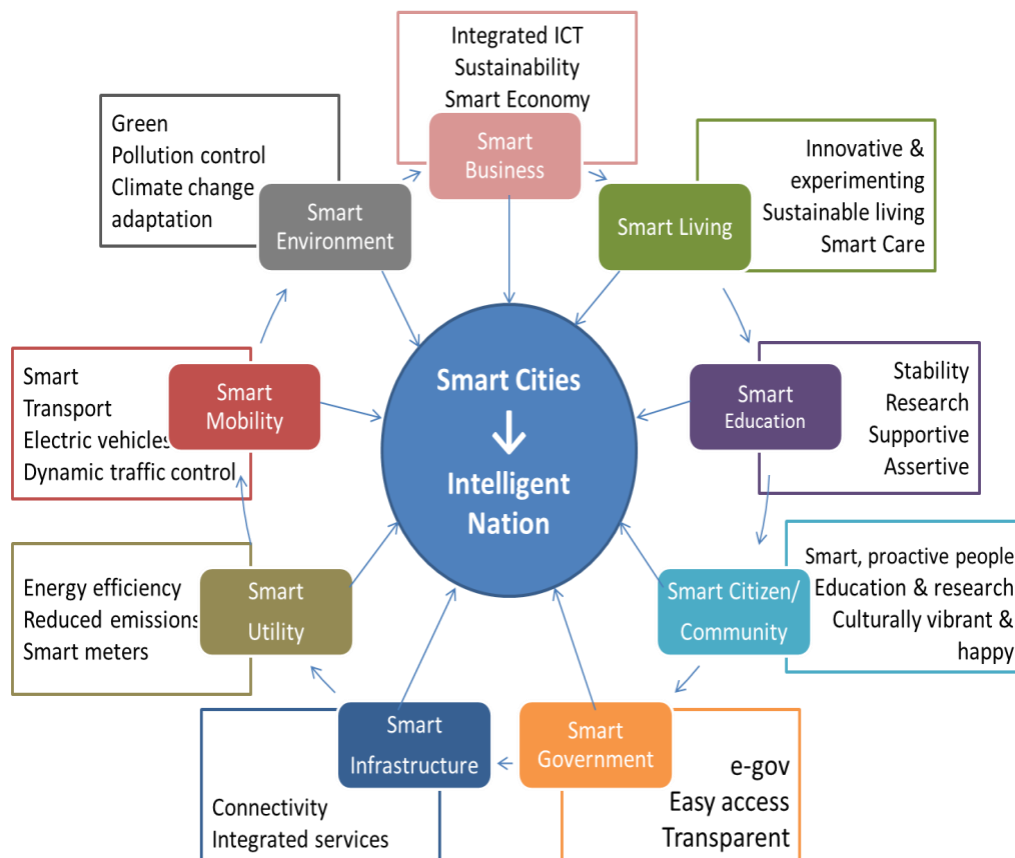 Integrated ICT
Sustainability
Smart Economy
Smart
Business
Green
Pollution control
Climate change
adaptation
Smart
Environment
Innovative &
experimenting
Sustainable living
Smart Care
Smart Living
Smart
Transport
Electric vehicles
Dynamic traffic control
Smart
Mobility
Smart Cities
Intelligent
Nation
Smart
Education
Stability
Research
Supportive
Assertive
Energy efficiency
Reduced emissions
Smart meters
Smart
Utility
Smart Citizen/
Community
Smart, proactive people
Education & research
Culturally vibrant &
happy
Smart
Infrastructure
Connectivity
Integrated services
Smart
Government
e-gov
Easy access
Transparent